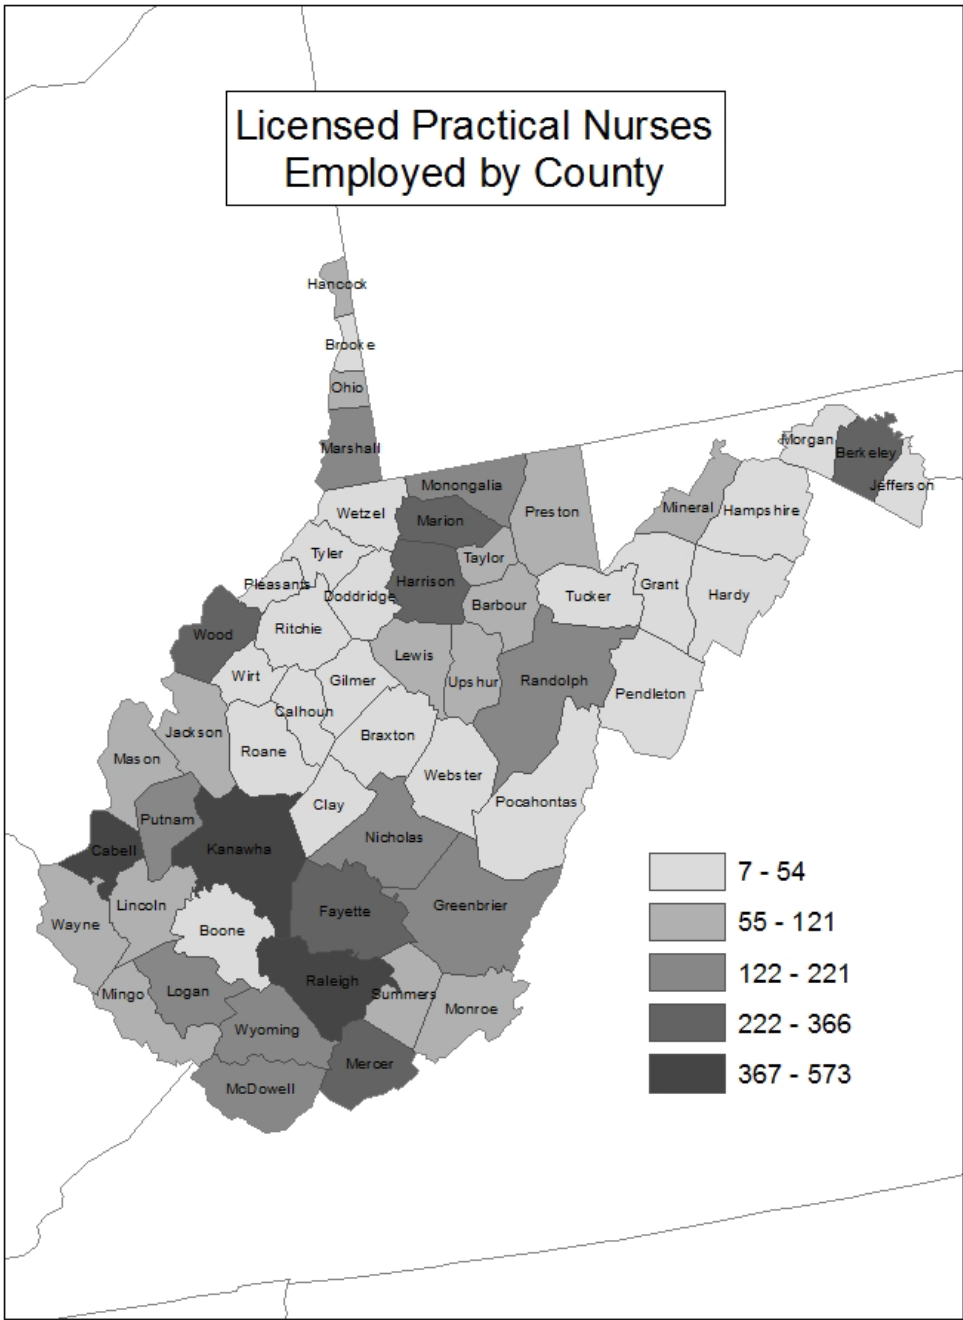 Licensed Practical Nurses
Employed by County
Hancock
Brooke
Ohio
Marshall
Morgan
Berkeley
Jefferson
Monongalia
Wetzel
Marion
Preston
Mineral
Hampshire
Tyler
Taylor
Pleasants
Doddridge
Harrison
Barbour
Tucker
Grant
Hardy
Wood
Ritchie
Lewis
Wirt
Gilmer
Upshur
Randolph
Pendleton
Calhoun
Jackson
Roane
Braxton
Mason
Webster
Clay
Pocahontas
Putnam
Nicholas
Cabell
Kanawha
Lincoln
Fayette
Greenbrier
Wayne
Boone
Raleigh
Mingo
Logan
Summers
Monroe
Wyoming
Mercer
McDowell
7 - 54
55 - 121
122 - 221
222 - 366
367 - 573